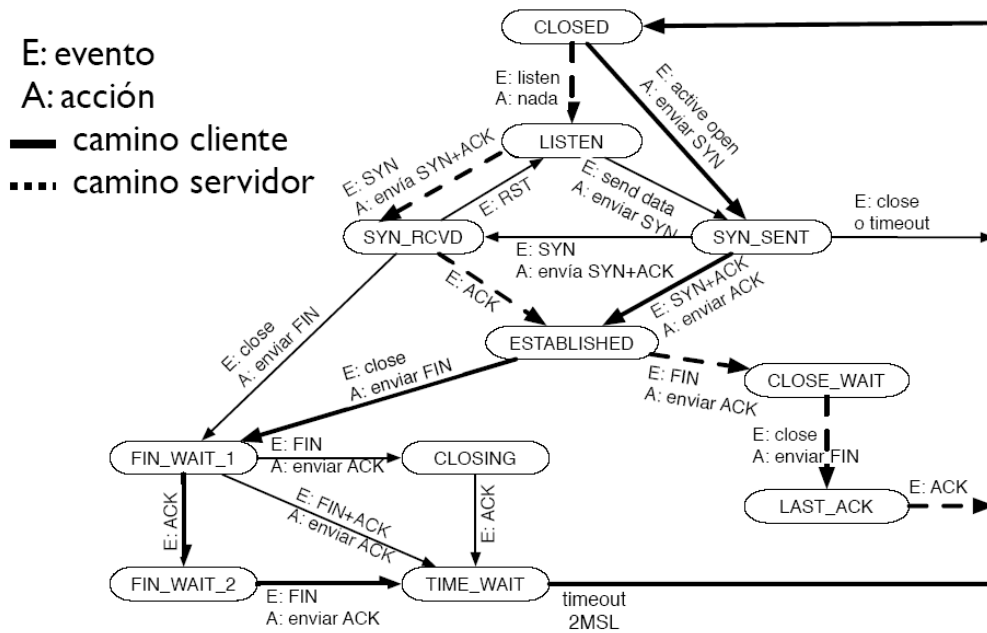 CLOSED
E: evento
A: acción
camino cliente
camino servidor
E: listen
A: nada
E: active open
A: enviar SYN
LISTEN
E: SYN
A: envía SYN+ACK
E: RST
E: send data
A: enviar SYN
E: close
o timeout
SYN_RCVD
SYN_SENT
E: SYN
A: envía SYN+ACK
E: ACK
E: SYN+ACK
A: enviar ACK
ESTABLISHED
E: close
A: enviar FIN
E: close
A: enviar FIN
E: FIN
A: enviar ACK
CLOSE_WAIT
E: close
A: enviar FIN
FIN_WAIT_1
E: FIN
A: enviar ACK
CLOSING
LAST_ACK
E: ACK
E: ACK
E: FIN+ACK
A: enviar ACK
E: ACK
FIN_WAIT_2
E: FIN
A: enviar ACK
TIME_WAIT
timeout
2MSL